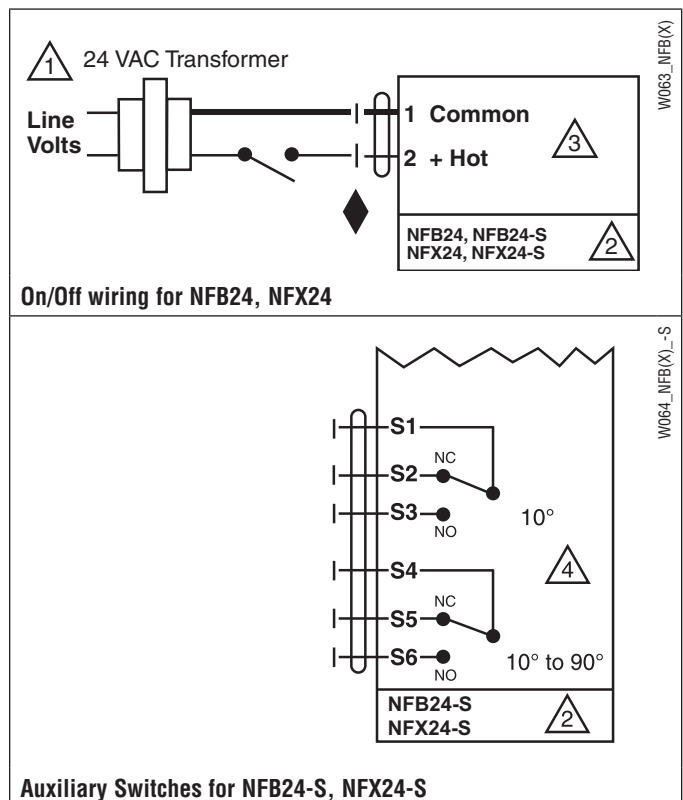 1 24 VAC Transformer
Line
Volts
1 Common
2 + Hot
3
NFB24, NFB24-S
NFX24, NFX24-S
2
W063_NFB(X)
On/Off wiring for NFB24, NFX24
W064_NFB(X)_-S
S1
NC
S2
S3
NO
10°
S4
4
NC
S5
S6
NO
10° to 90°
NFB24-S
NFX24-S
2
Auxiliary Switches for NFB24-S, NFX24-S